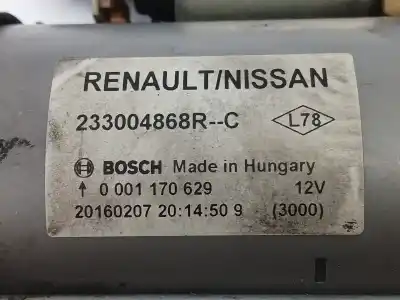 RENAULT/NISSAN
233004868R--C L78
BOSCH Made in Hungary
0 001 170 629 12V
20160207 20:14:50 9 (3000)